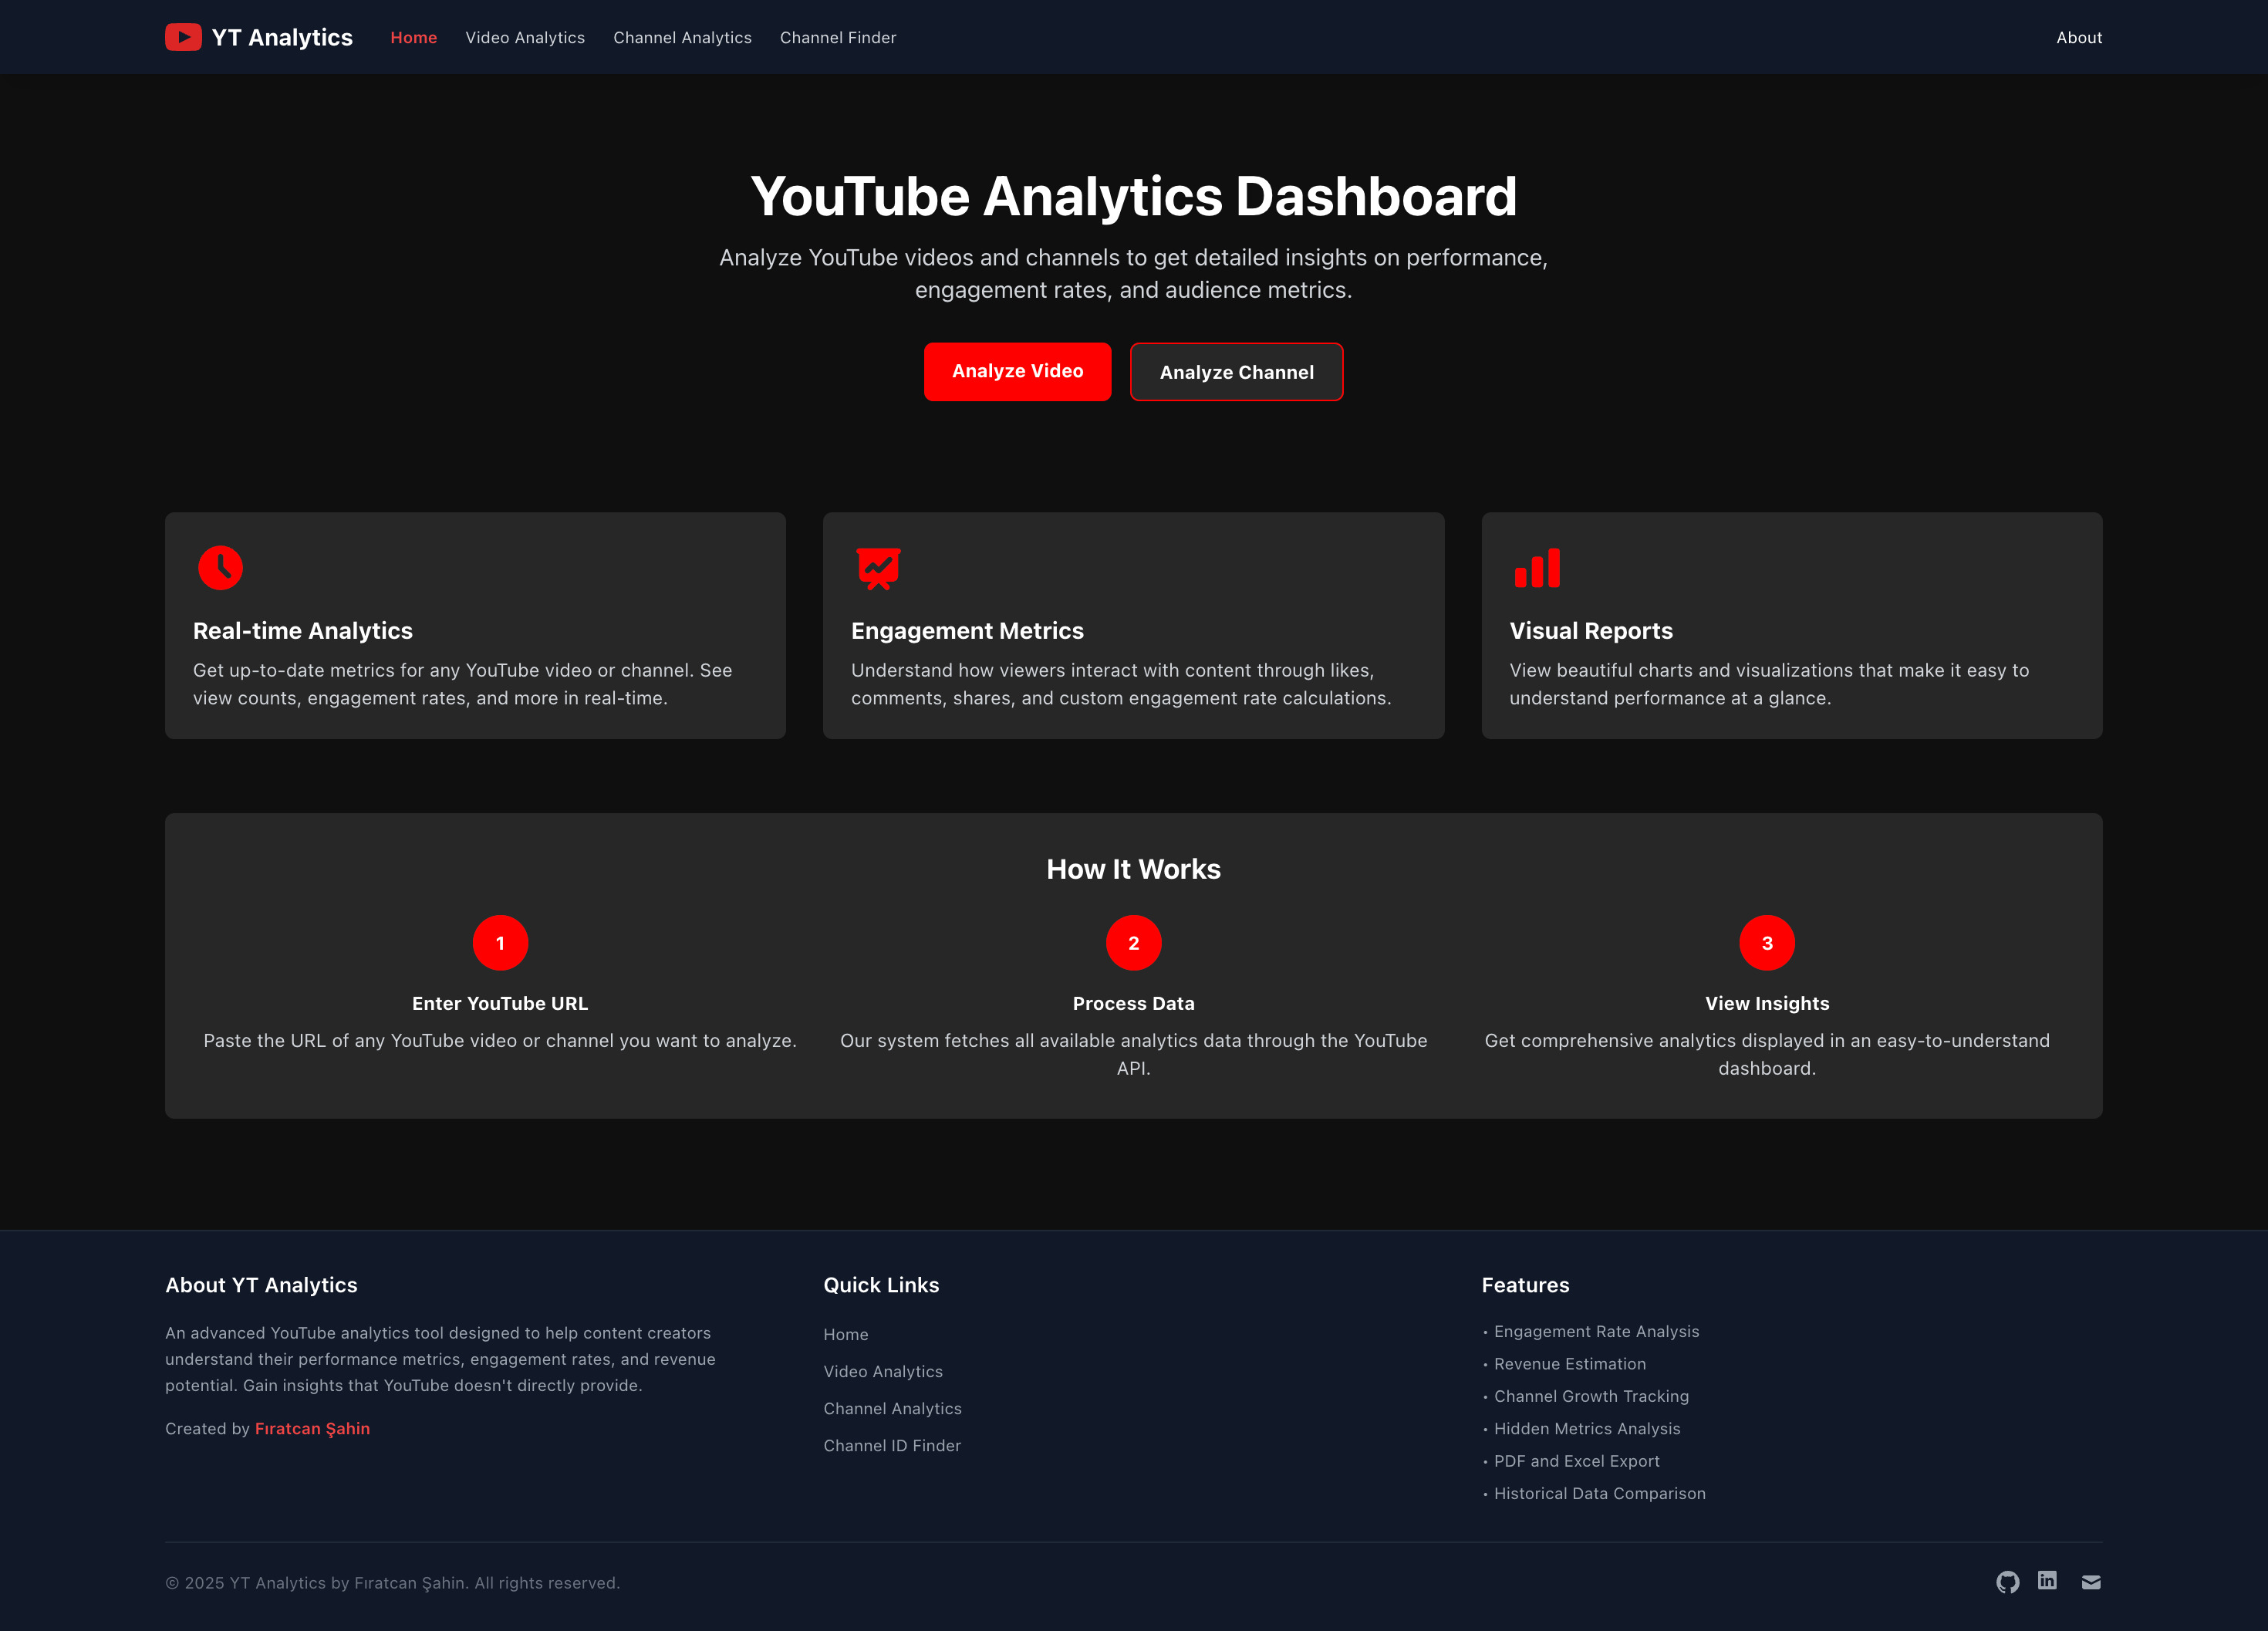 YT Analytics
Home
Video Analytics
Channel Analytics
Channel Finder
About
YouTube Analytics Dashboard
Analyze YouTube videos and channels to get detailed insights on performance,
engagement rates, and audience metrics.
Analyze Video
Analyze Channel
Real-time Analytics
Get up-to-date metrics for any YouTube video or channel. See
view counts, engagement rates, and more in real-time.
Engagement Metrics
Understand how viewers interact with content through likes,
comments, shares, and custom engagement rate calculations.
Visual Reports
View beautiful charts and visualizations that make it easy to
understand performance at a glance.
How It Works
1
Enter YouTube URL
Paste the URL of any YouTube video or channel you want to analyze.
2
Process Data
Our system fetches all available analytics data through the YouTube
API.
3
View Insights
Get comprehensive analytics displayed in an easy-to-understand
dashboard.
About YT Analytics
An advanced YouTube analytics tool designed to help content creators
understand their performance metrics, engagement rates, and revenue
potential. Gain insights that YouTube doesn't directly provide.
Created by Fıratcan Şahin
Quick Links
Home
Video Analytics
Channel Analytics
Channel ID Finder
Features
• Engagement Rate Analysis
• Revenue Estimation
• Channel Growth Tracking
• Hidden Metrics Analysis
• PDF and Excel Export
• Historical Data Comparison
© 2025 YT Analytics by Fıratcan Şahin. All rights reserved.
in